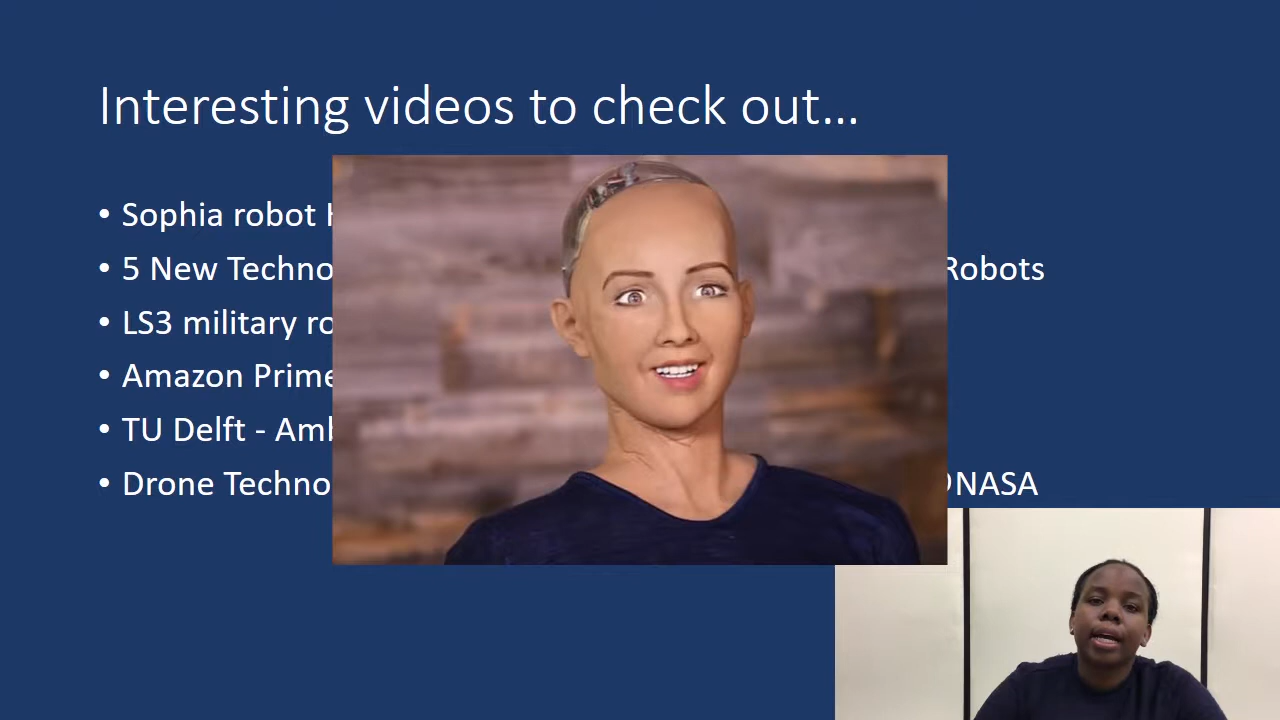 Interesting videos to check out…
• Sophia robot
• 5 New Techno Robots
• LS3 military ro
• Amazon Prime
• TU Delft - Amb
• Drone Techno NASA